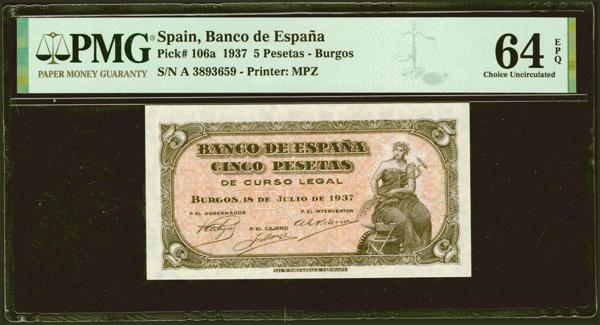 PMG
PAPER MONEY GUARANTY
Spain, Banco de España
Pick# 106a 1937 5 Pesetas - Burgos
S/N A 3893659 - Printer: MPZ
64 EPQ
Choice Uncirculated
5
BANCO DE ESPAÑA
CINCO PESETAS
DE CURSO LEGAL
BURGOS, 18 DE JULIO DE 1937
P. EL GOBERNADOR
P. EL INTERVENTOR
P. EL CAJERO
5